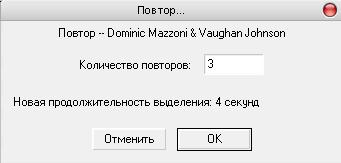 Повтор...
Повтор -- Dominic Mazzoni & Vaughan Johnson
Количество повторов: 3
Новая продолжительность выделения: 4 секунд
Отменить OK